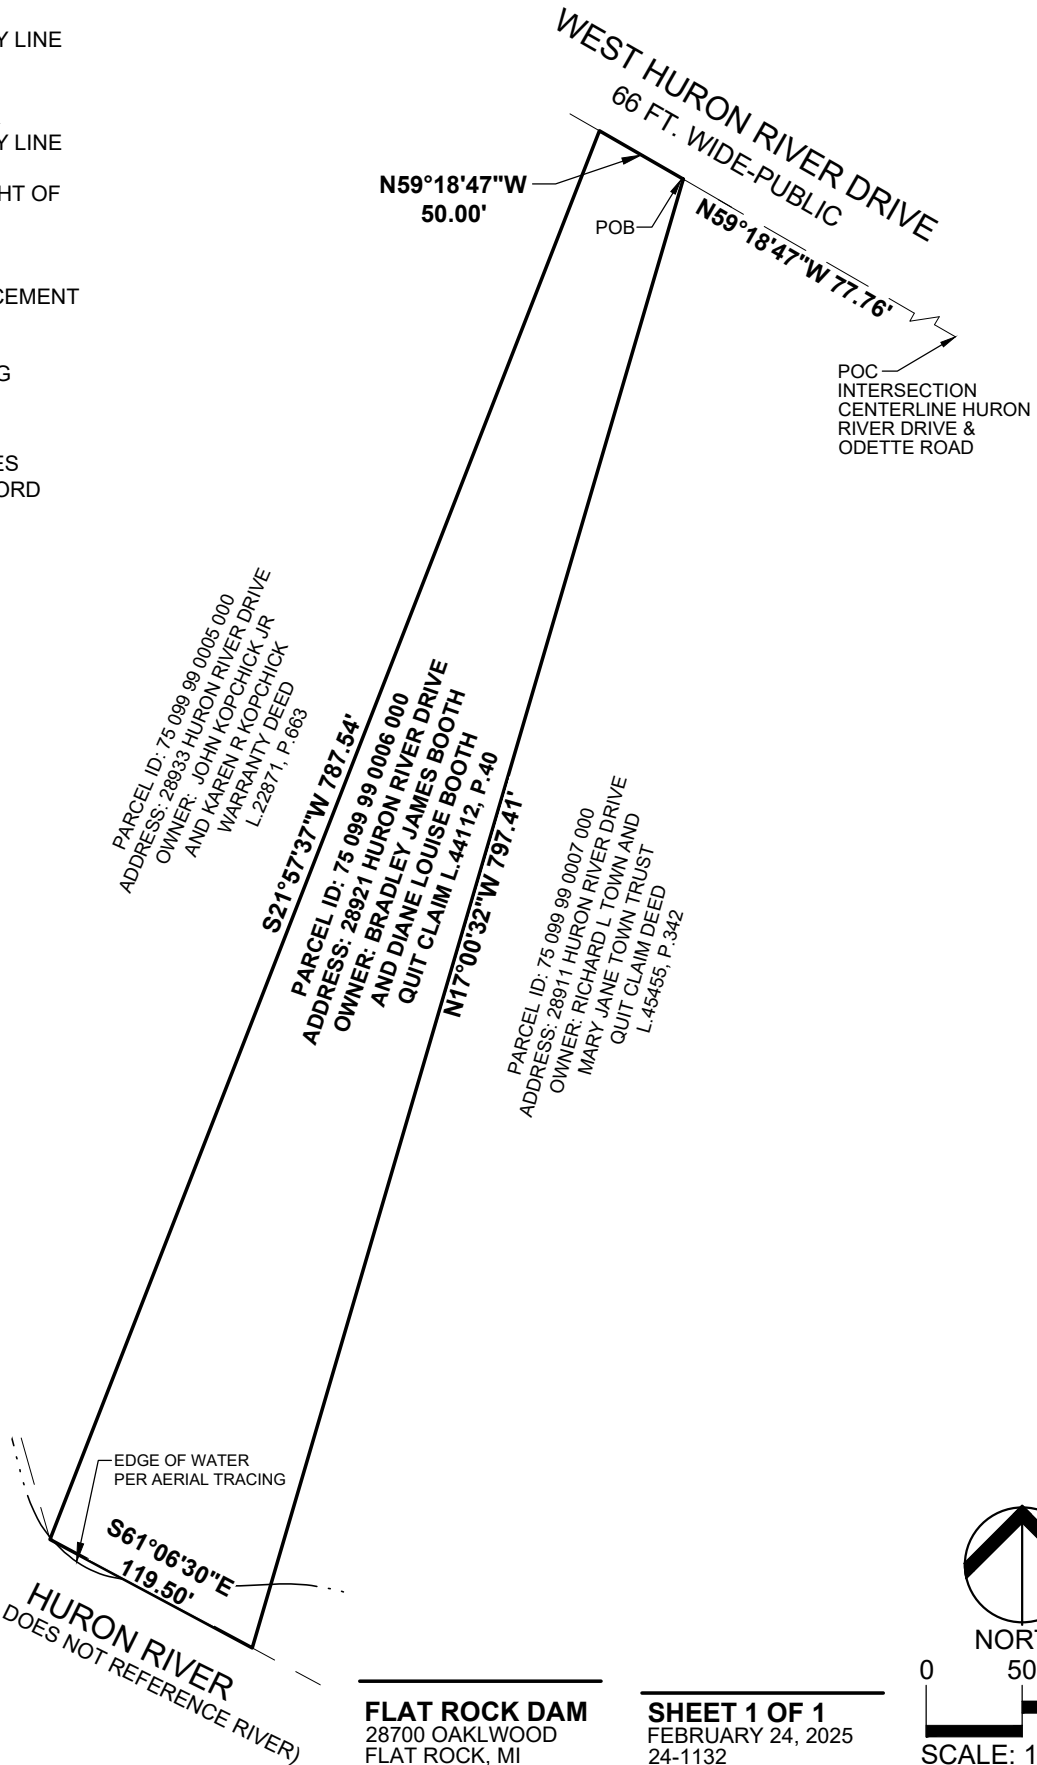 Y LINE
Y LINE
HT OF
CEMENT
G
ES
ORD
WEST HURON RIVER DRIVE
66 FT. WIDE-PUBLIC
N59°18'47"W
50.00'
POB
N59°18'47"W 77.76'
POC
INTERSECTION
CENTERLINE HURON
RIVER DRIVE &
ODETTE ROAD
PARCEL ID: 75 099 99 0005 000
ADDRESS: 28933 HURON RIVER DRIVE
OWNER: JOHN KOPCHICK JR
AND KAREN R KOPCHICK
WARRANTY DEED
L.22871, P.663
S21°57'37"W 787.54'
PARCEL ID: 75 099 99 0006 000
ADDRESS: 28921 HURON RIVER DRIVE
OWNER: BRADLEY JAMES BOOTH
AND DIANE LOUISE BOOTH
QUIT CLAIM L.44112, P.40
N17°00'32"W 797.41'
PARCEL ID: 75 099 99 0007 000
ADDRESS: 28911 HURON RIVER DRIVE
OWNER: RICHARD L TOWN AND
MARY JANE TOWN TRUST
QUIT CLAIM DEED
L.45455, P.342
EDGE OF WATER
PER AERIAL TRACING
S61°06'30"E
119.50'
HURON RIVER
DOES NOT REFERENCE RIVER)
FLAT ROCK DAM
28700 OAKLWOOD
FLAT ROCK, MI
SHEET 1 OF 1
FEBRUARY 24, 2025
24-1132
NORT
0 50
SCALE: 1